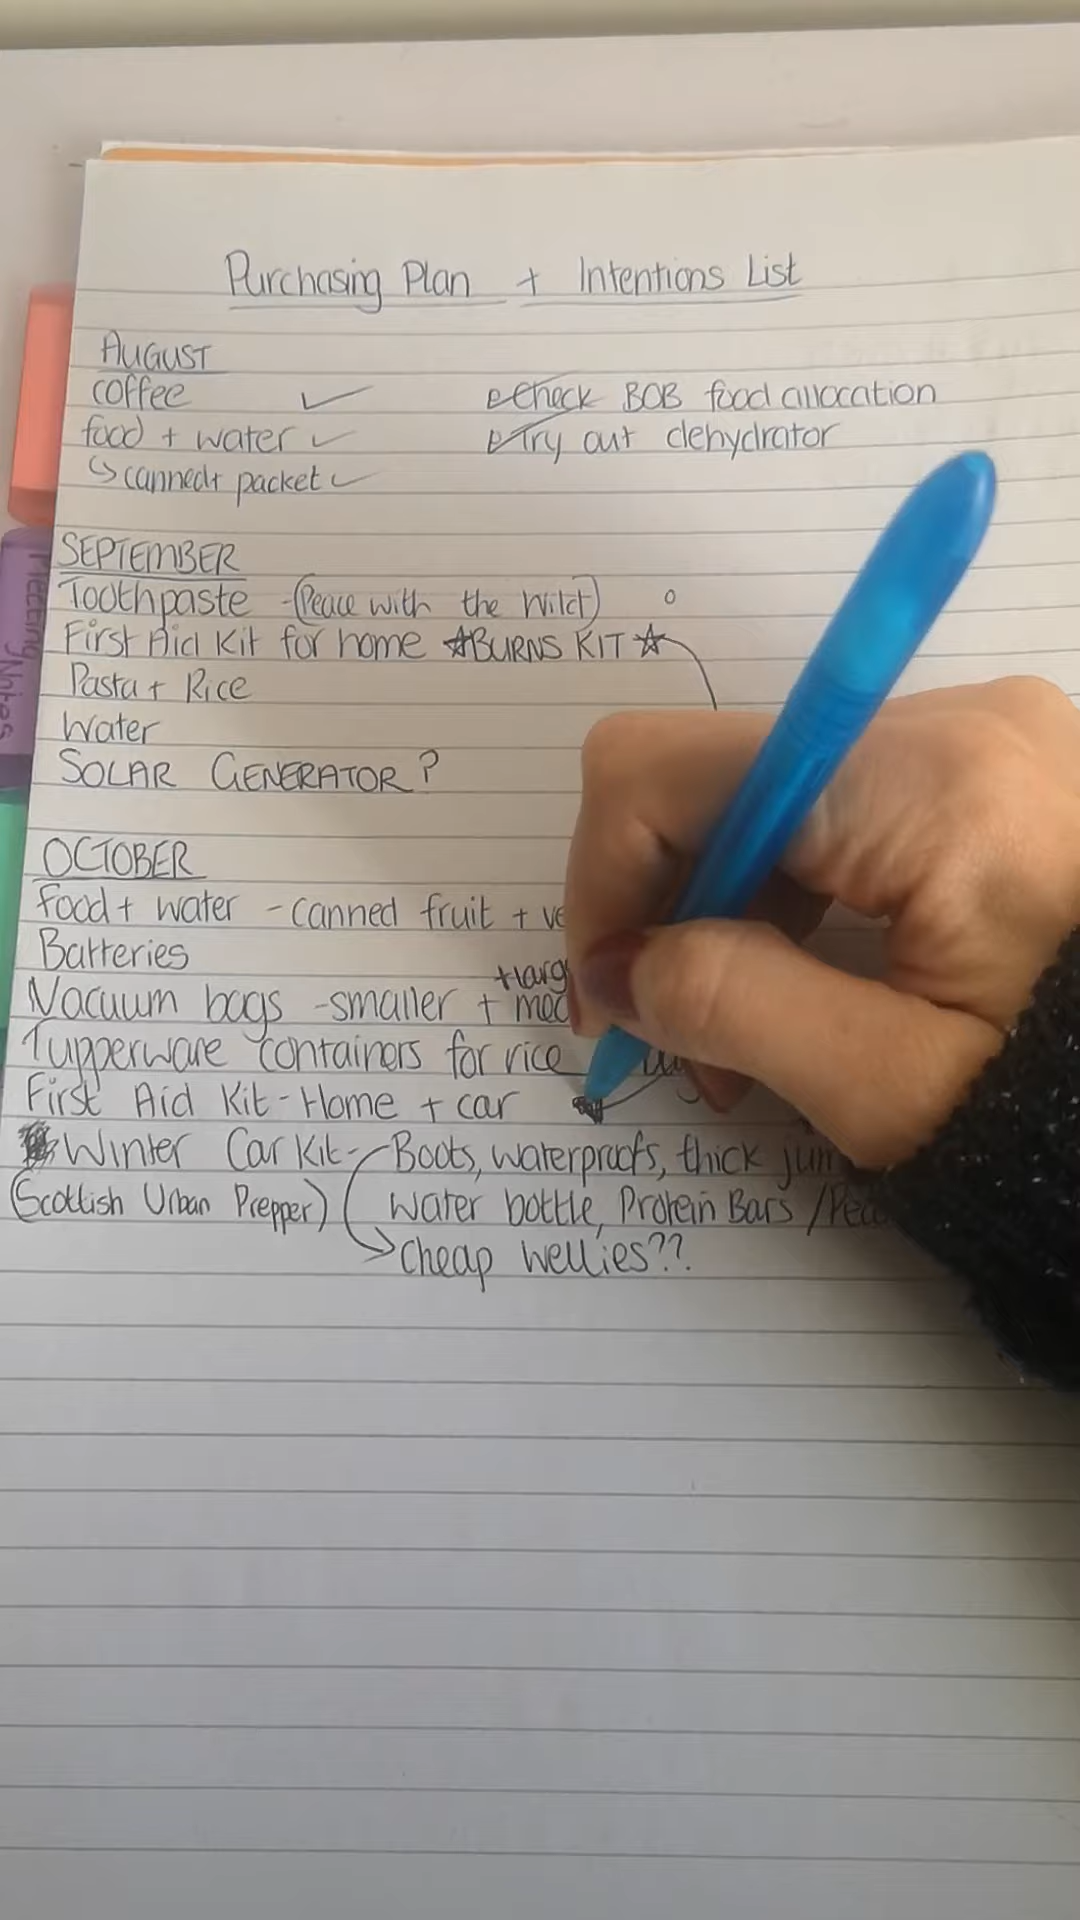 Purchasing Plan + Intentions List
AUGUST
coffee
Check BOB food allocation
food + water
Try out dehydrator
↳ canned + packet
SEPTEMBER
Toothpaste - (Peace with the Wild)
First Aid Kit for home ☆BURNS KIT☆
Pasta + Rice
Water
SOLAR GENERATOR?
OCTOBER
Food + water - canned fruit +
Batteries
Vacuum bags - smaller +
Tupperware containers for rice
First Aid Kit - Home + car
Winter Car Kit - Boots, waterproofs, thick
(Scottish Urban Prepper) Water bottle, Protein Bars /
→ cheap wellies??
Meeting Notes